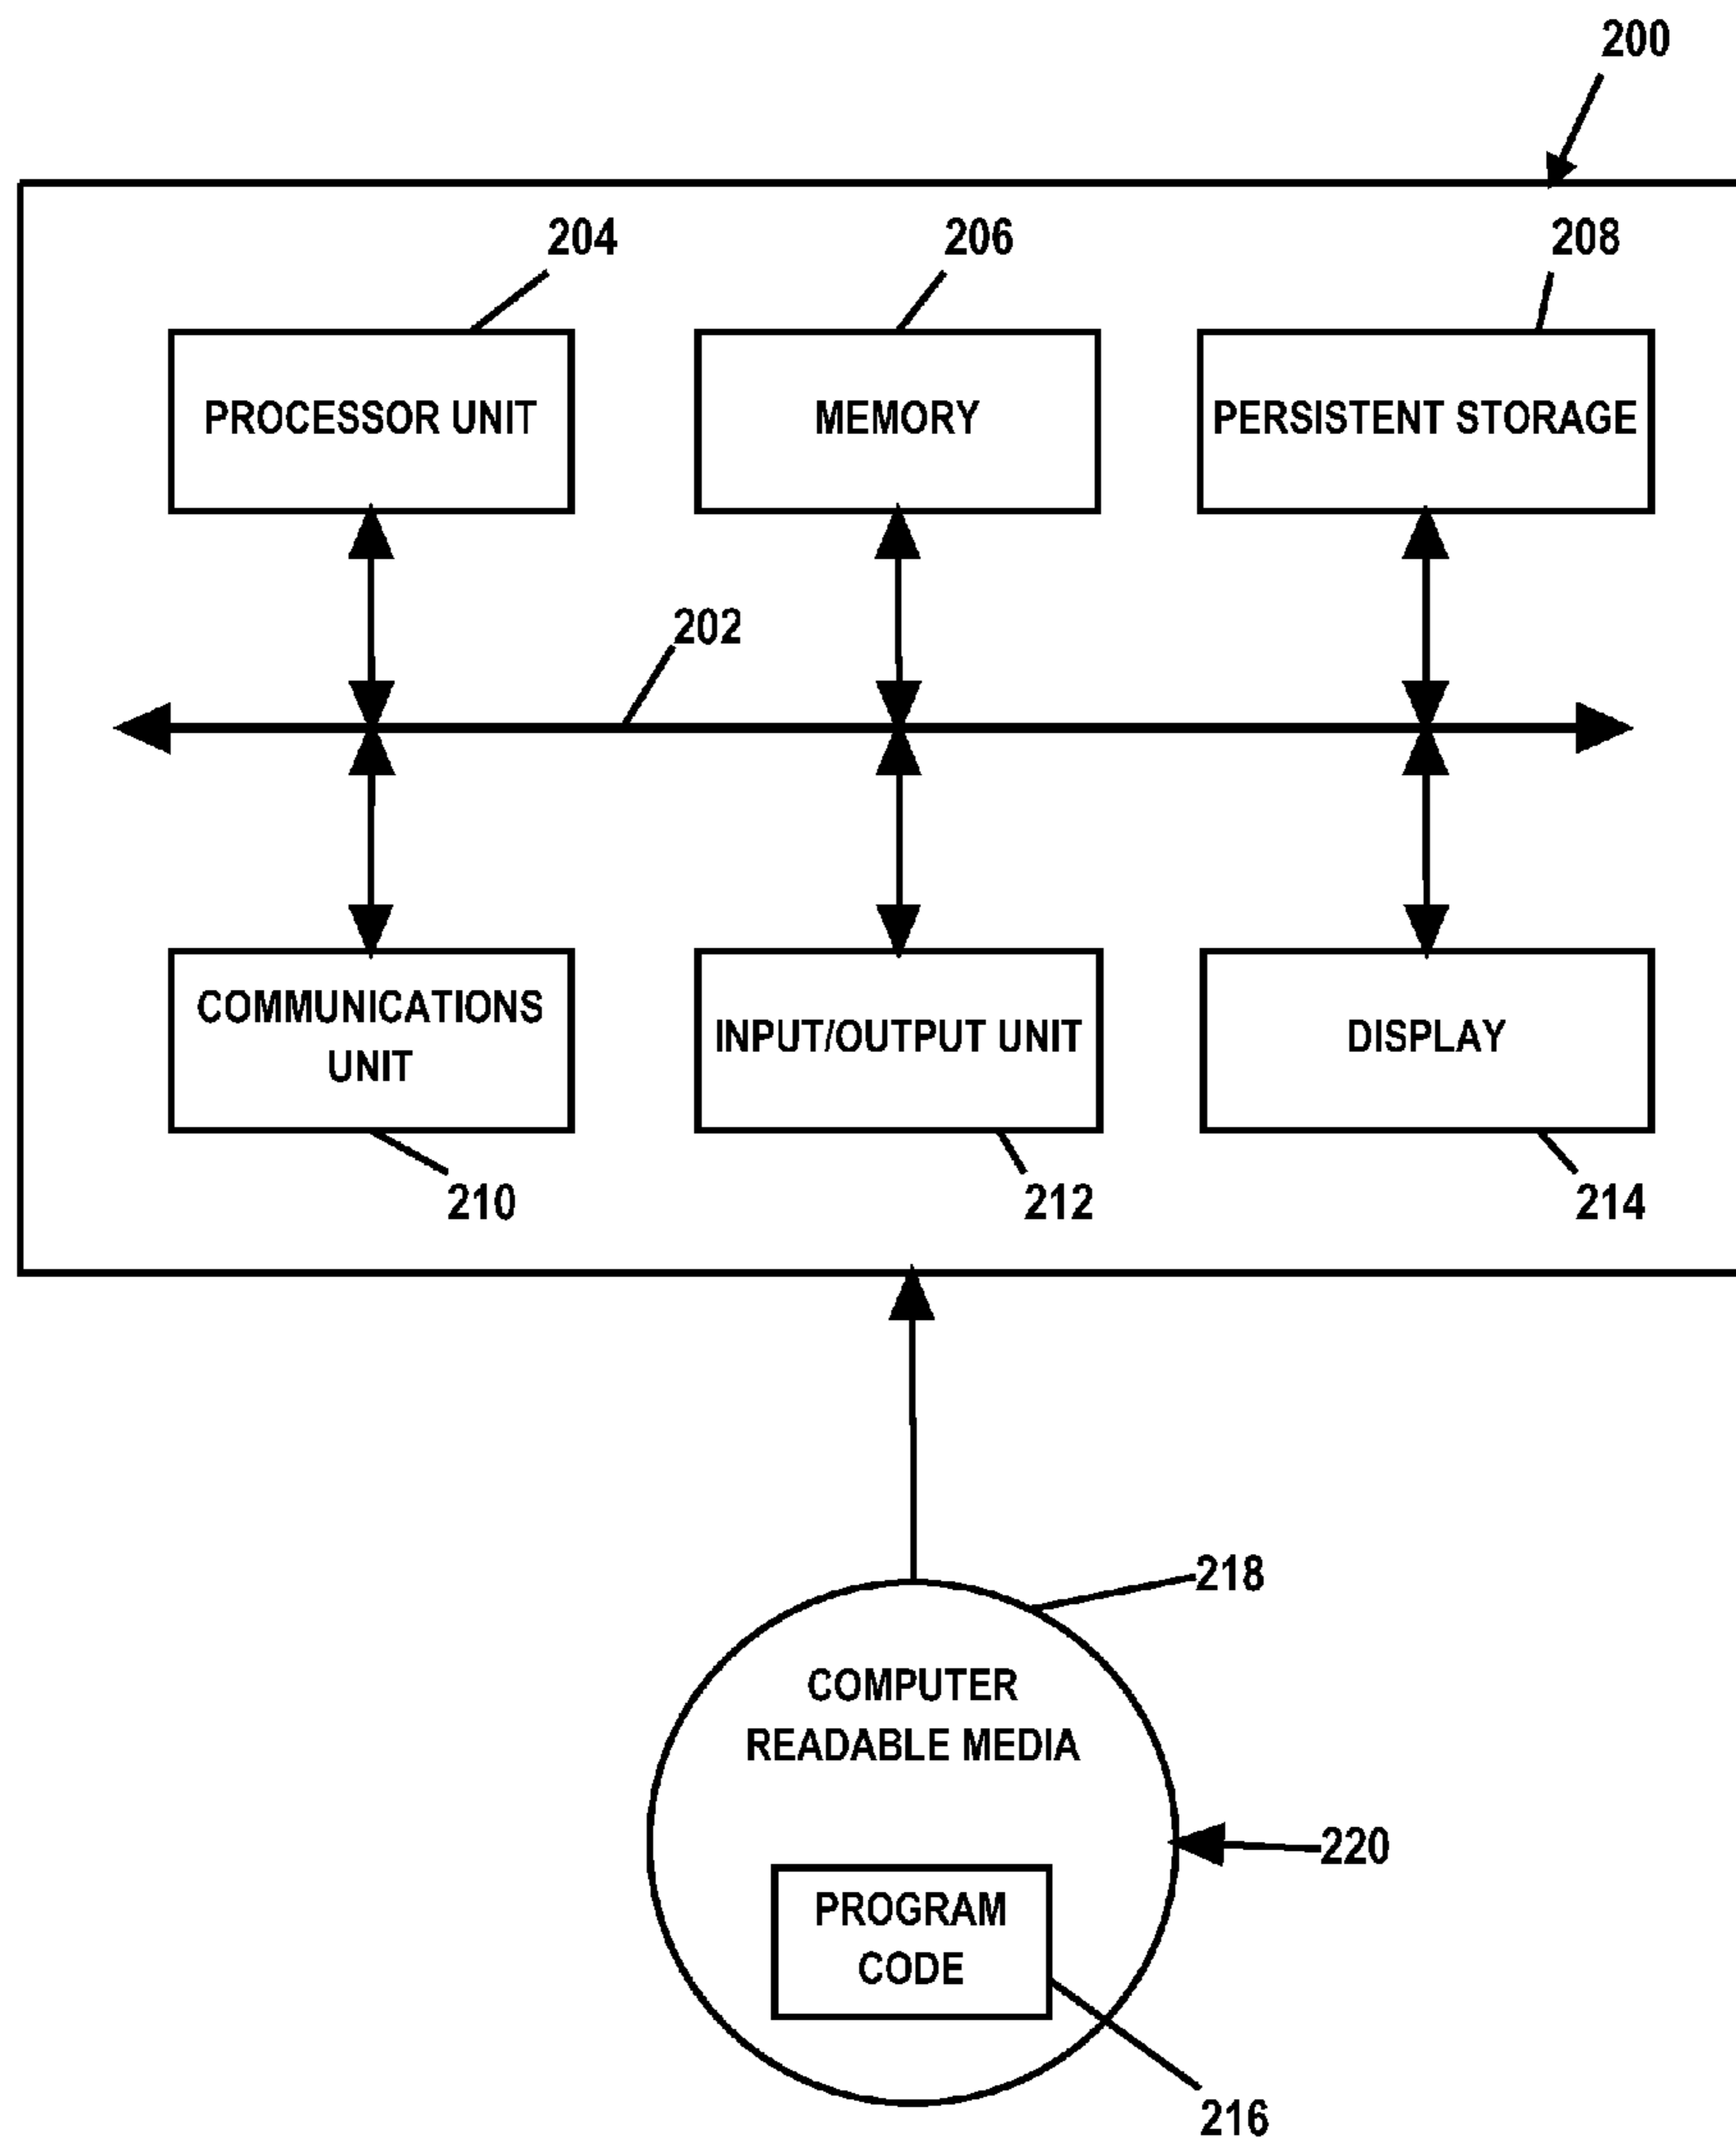 200
204
206
208
PROCESSOR UNIT
MEMORY
PERSISTENT STORAGE
202
COMMUNICATIONS
UNIT
INPUT/OUTPUT UNIT
DISPLAY
210
212
214
218
COMPUTER
READABLE MEDIA
220
PROGRAM
CODE
216